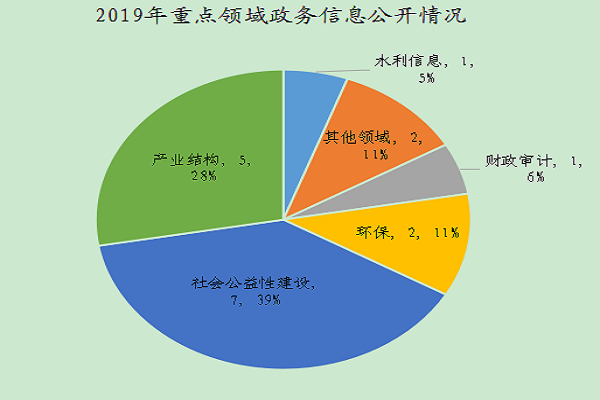 2019年重点领域政务信息公开情况
水利信息, 1,
5%
其他领域, 2,
11%
财政审计, 1,
6%
环保, 2, 11%
社会公益性建设,
7, 39%
产业结构, 5,
28%